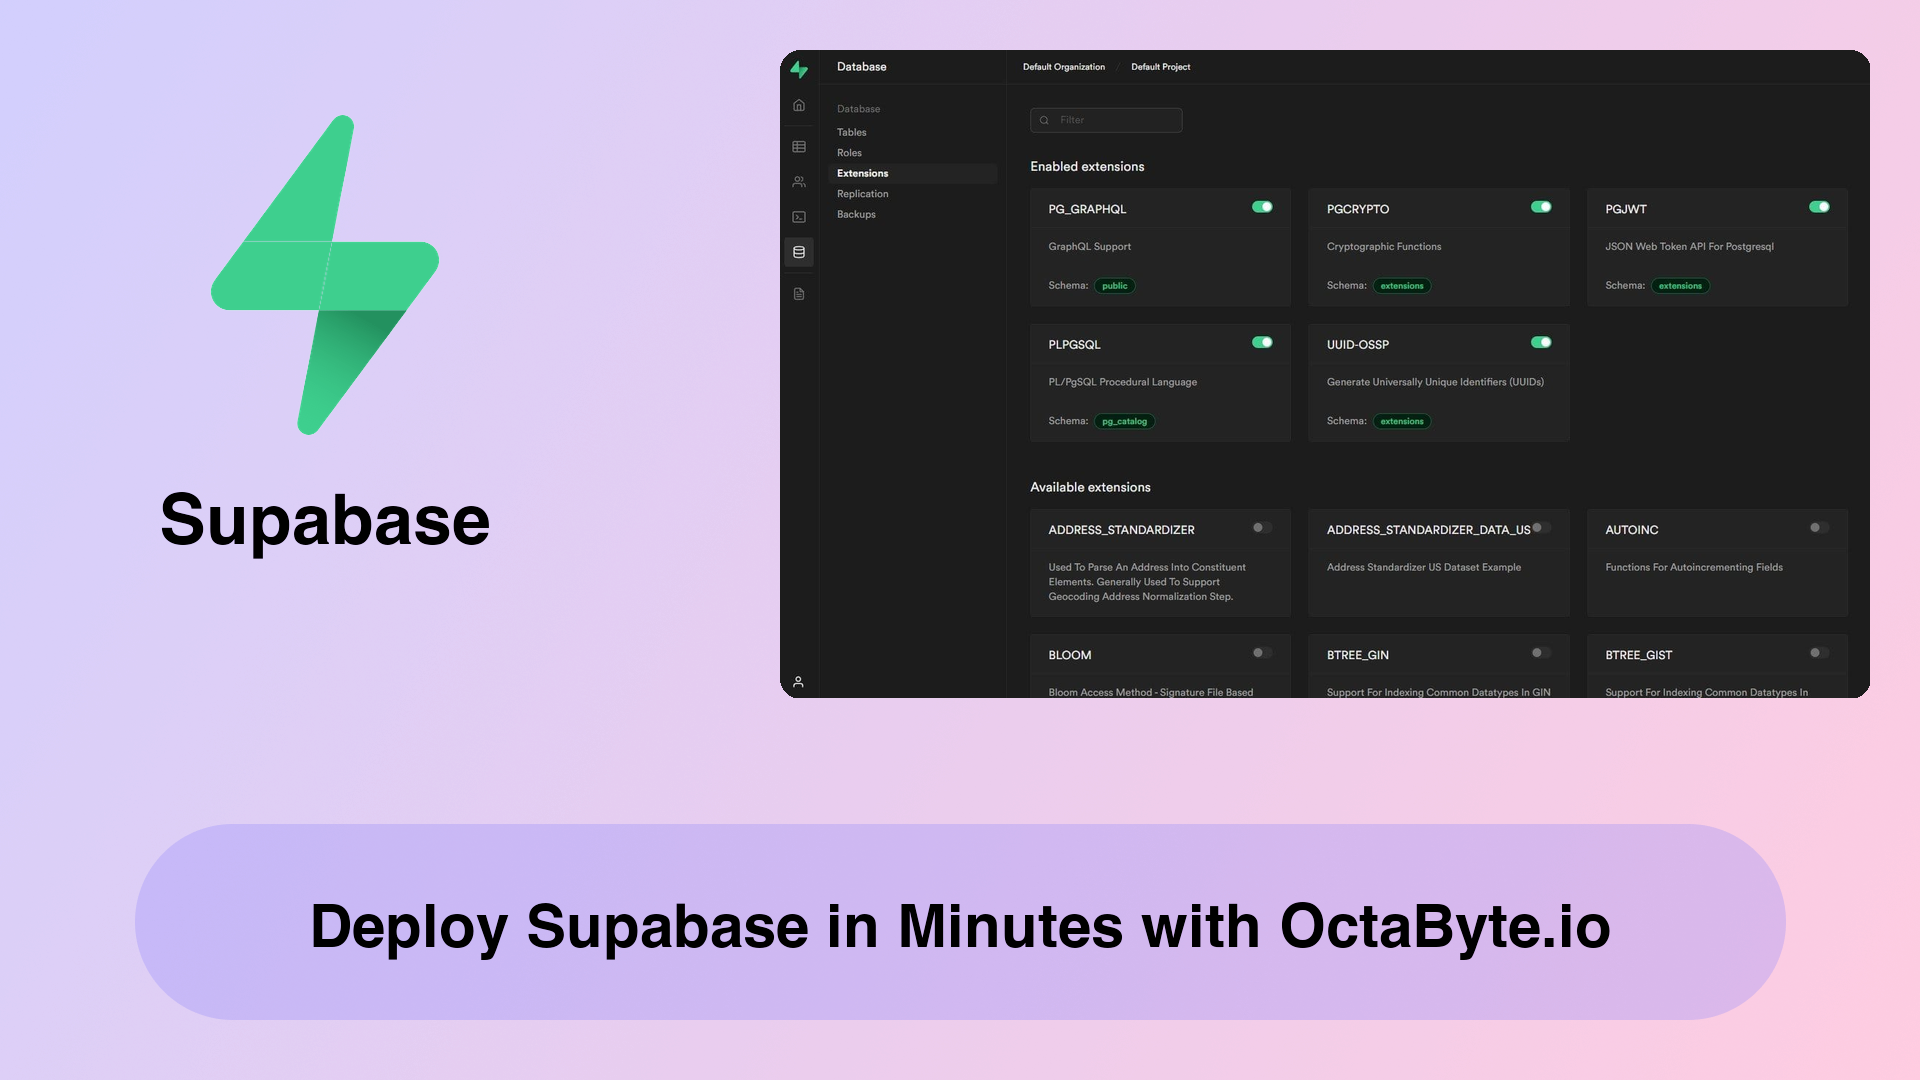 Supabase
Database
Default Organization / Default Project
Database
Tables
Roles
Extensions
Replication
Backups
Filter
Enabled extensions
PG_GRAPHQL
GraphQL Support
Schema: public
PGCRYPTO
Cryptographic Functions
Schema: extensions
PGJWT
JSON Web Token API For Postgresql
Schema: extensions
PLPGSQL
PL/PgSQL Procedural Language
Schema: pg_catalog
UUID-OSSP
Generate Universally Unique Identifiers (UUIDs)
Schema: extensions
Available extensions
ADDRESS_STANDARDIZER
Used To Parse An Address Into Constituent
Elements. Generally Used To Support
Geocoding Address Normalization Step.
ADDRESS_STANDARDIZER_DATA_US
Address Standardizer US Dataset Example
AUTOINC
Functions For Autoincrementing Fields
BLOOM
Bloom Access Method - Signature File Based
BTREE_GIN
Support For Indexing Common Datatypes In GIN
BTREE_GIST
Support For Indexing Common Datatypes In
Deploy Supabase in Minutes with OctaByte.io